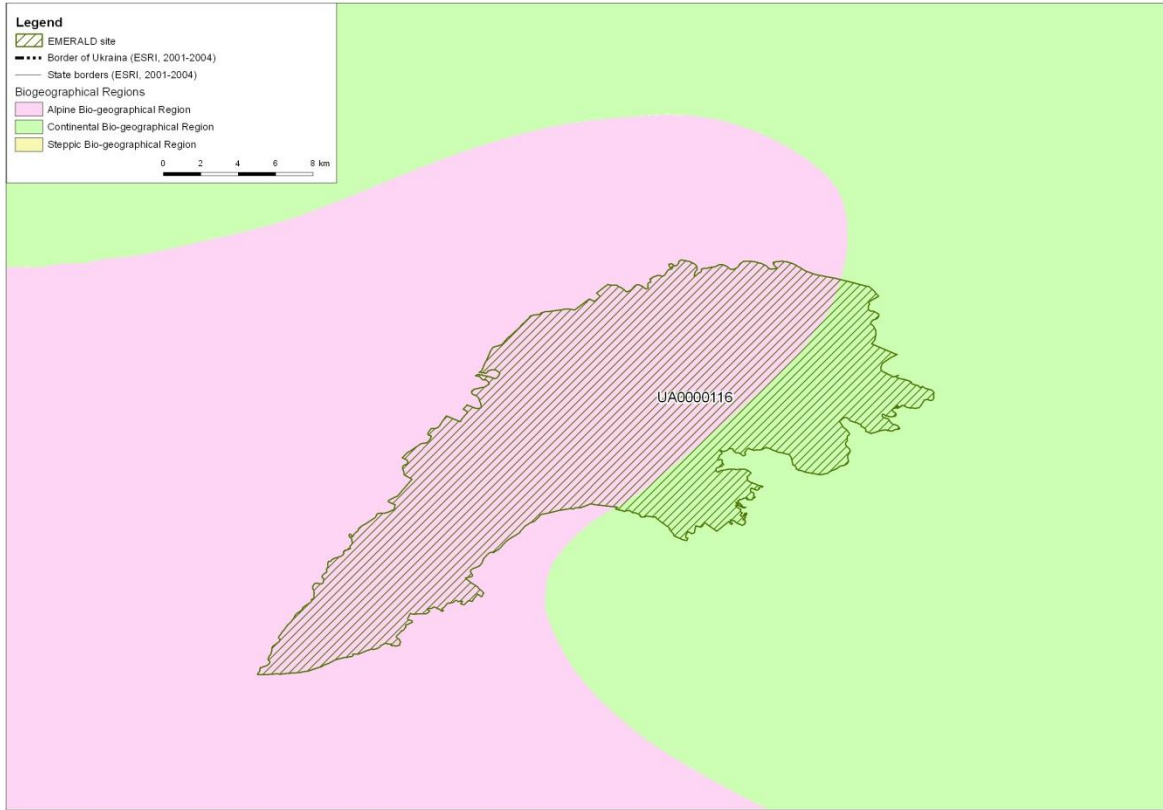 Legend
EMERALD site
Border of Ukraina (ESRI, 2001-2004)
State borders (ESRI, 2001-2004)
Biogeographical Regions
Alpine Bio-geographical Region
Continental Bio-geographical Region
Steppic Bio-geographical Region
0 2 4 6 8 km
UA0000116